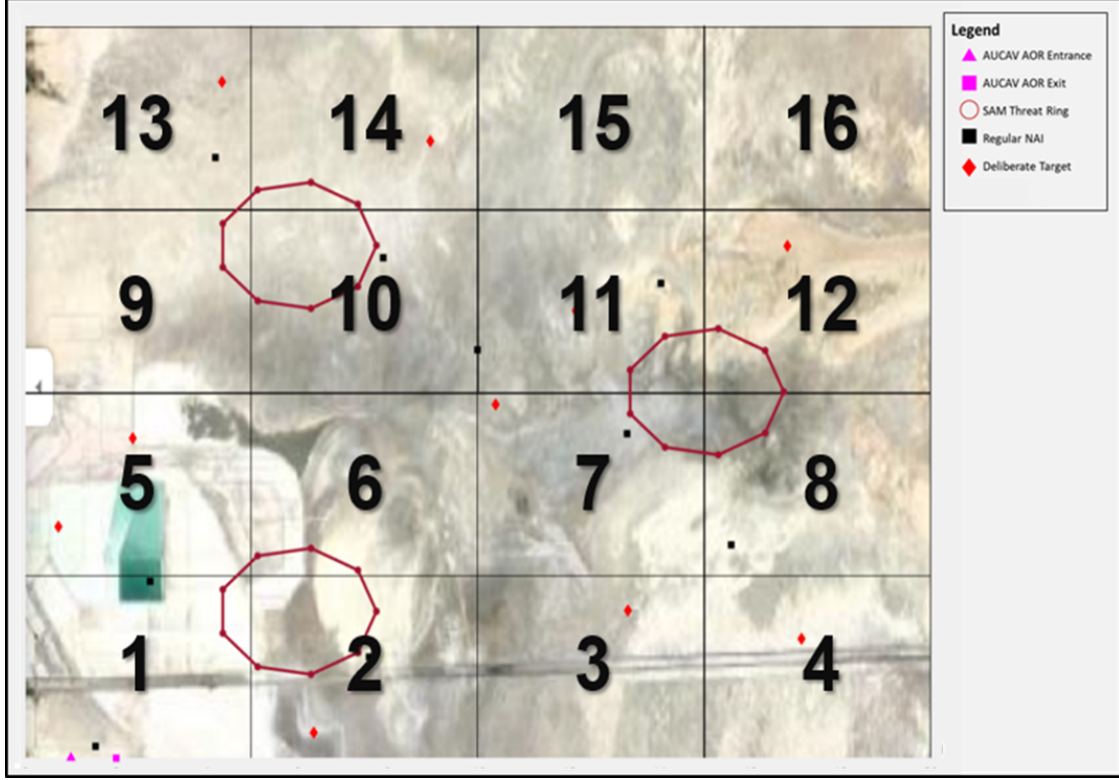 Legend
AUCAV AOR Entrance
AUCAV AOR Exit
SAM Threat Ring
Regular NAI
Deliberate Target
13 14 15 16
9 10 11 12
5 6 7 8
1 2 3 4